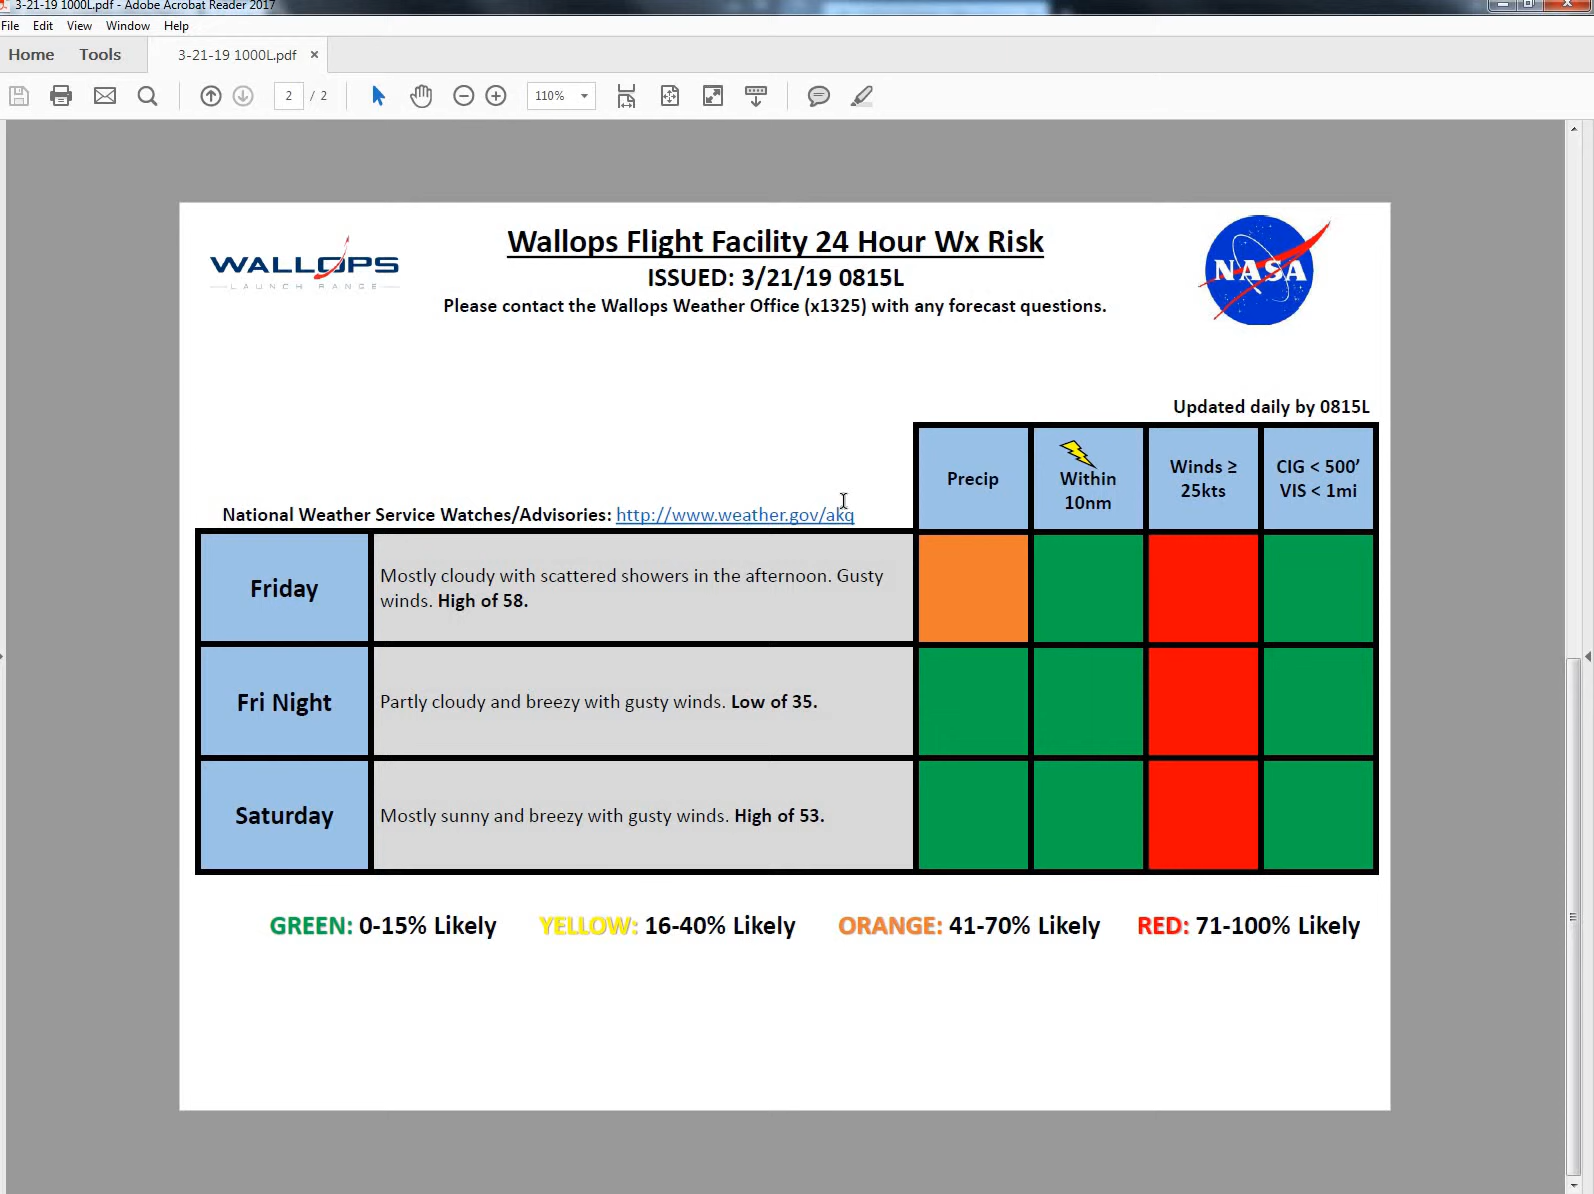 3-21-19 1000L.pdf - Adobe Acrobat Reader 2017
File Edit View Window Help
Home Tools 3-21-19 1000L.pdf ×
2 / 2 110%
WALLOPS
LAUNCH RANGE
Wallops Flight Facility 24 Hour Wx Risk
ISSUED: 3/21/19 0815L
Please contact the Wallops Weather Office (x1325) with any forecast questions.
NASA
Updated daily by 0815L
Precip
Within
10nm
Winds ≥
25kts
CIG < 500’
VIS < 1mi
National Weather Service Watches/Advisories: http://www.weather.gov/akq
Friday
Mostly cloudy with scattered showers in the afternoon. Gusty
winds. High of 58.
Fri Night
Partly cloudy and breezy with gusty winds. Low of 35.
Saturday
Mostly sunny and breezy with gusty winds. High of 53.
GREEN: 0-15% Likely YELLOW: 16-40% Likely ORANGE: 41-70% Likely RED: 71-100% Likely